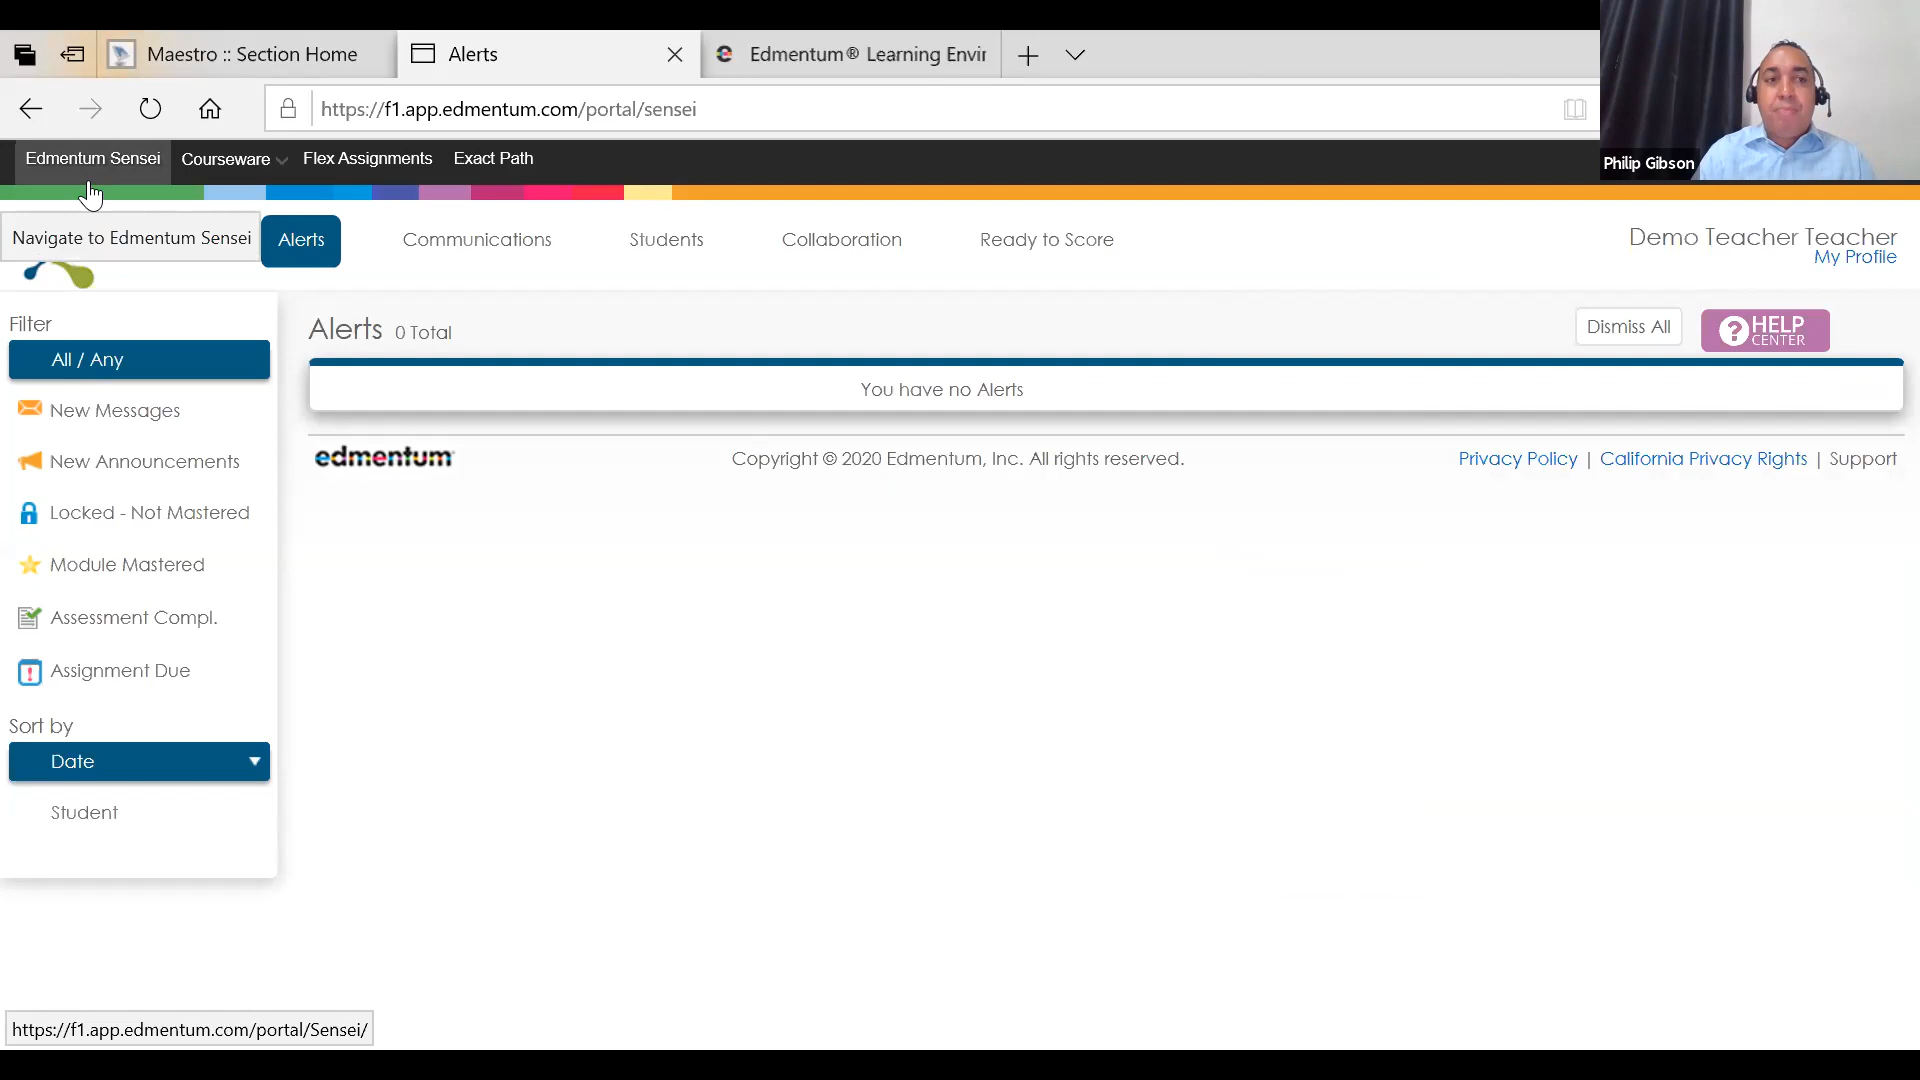 Maestro :: Section Home
Alerts
Edmentum® Learning Envir
https://f1.app.edmentum.com/portal/sensei
Edmentum Sensei
Courseware
Flex Assignments
Exact Path
Philip Gibson
Navigate to Edmentum Sensei
Alerts
Communications
Students
Collaboration
Ready to Score
Demo Teacher Teacher
My Profile
Filter
All / Any
New Messages
New Announcements
Locked - Not Mastered
Module Mastered
Assessment Compl.
Assignment Due
Sort by
Date
Student
Alerts 0 Total
Dismiss All
? HELP
CENTER
You have no Alerts
edmentum
Copyright © 2020 Edmentum, Inc. All rights reserved.
Privacy Policy | California Privacy Rights | Support
https://f1.app.edmentum.com/portal/Sensei/